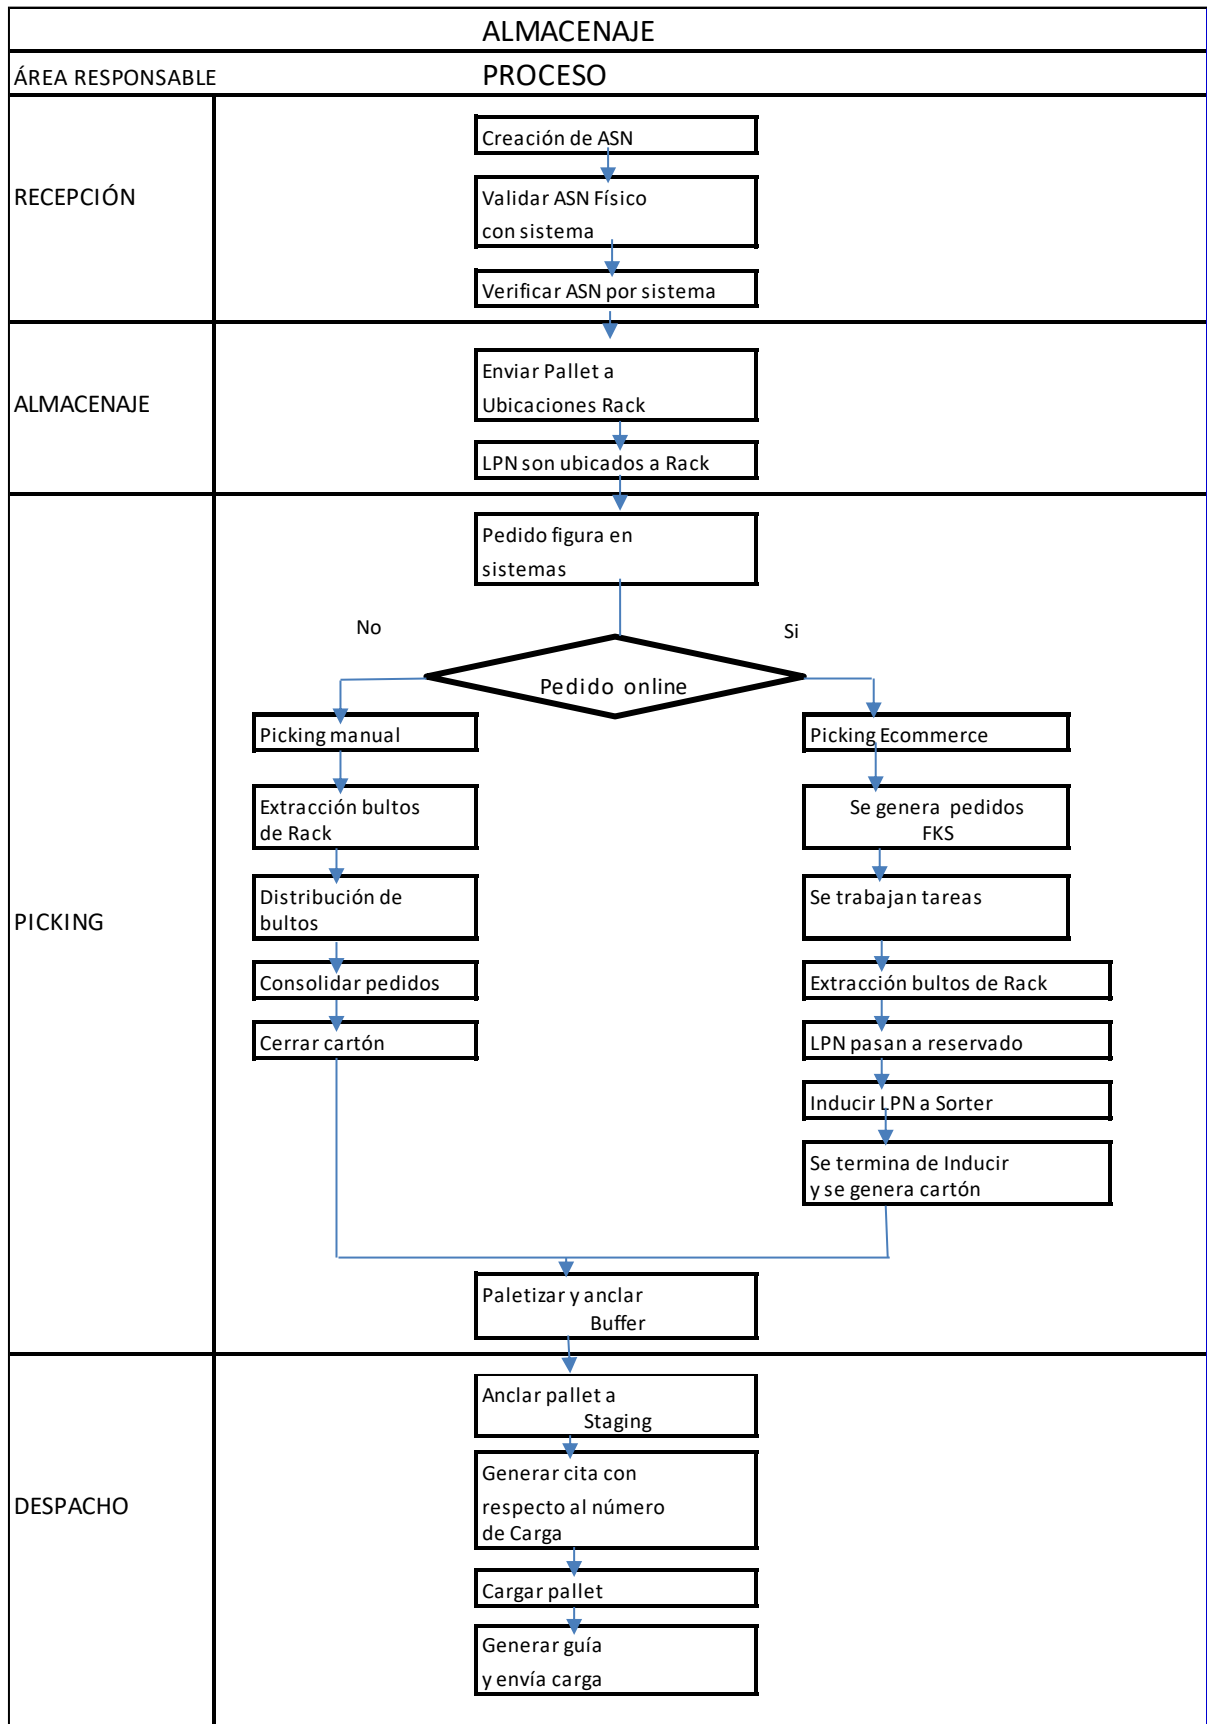 ALMACENAJE
ÁREA RESPONSABLE
PROCESO
RECEPCIÓN
Creación de ASN
Validar ASN Físico
con sistema
Verificar ASN por sistema
ALMACENAJE
Enviar Pallet a
Ubicaciones Rack
LPN son ubicados a Rack
PICKING
Pedido figura en
sistemas
No
Si
Pedido online
Picking manual
Extracción bultos
de Rack
Distribución de
bultos
Consolidar pedidos
Cerrar cartón
Picking Ecommerce
Se genera pedidos
FKS
Se trabajan tareas
Extracción bultos de Rack
LPN pasan a reservado
Inducir LPN a Sorter
Se termina de Inducir
y se genera cartón
Paletizar y anclar
Buffer
DESPACHO
Anclar pallet a
Staging
Generar cita con
respecto al número
de Carga
Cargar pallet
Generar guía
y envía carga